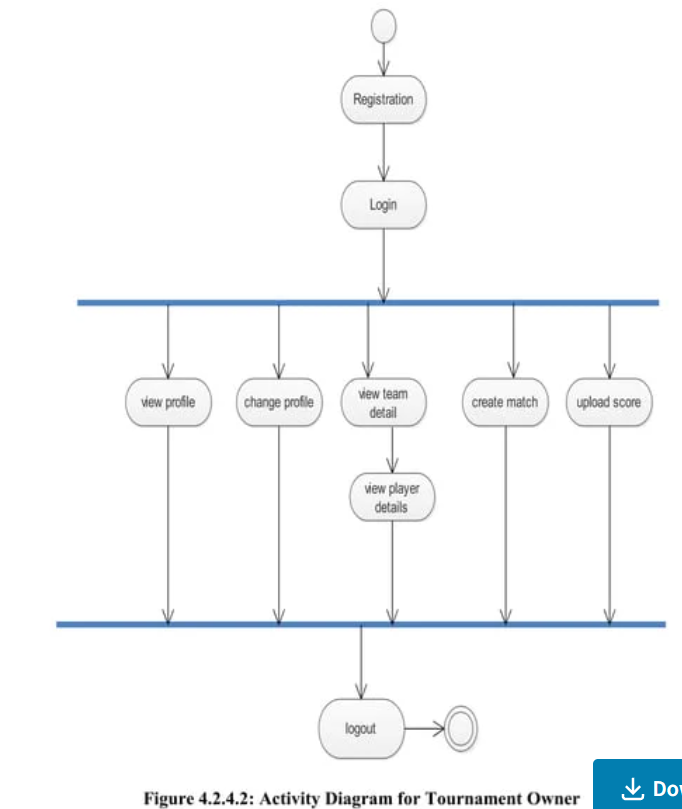 Registration
Login
view profile
change profile
view team
detail
create match
upload score
view player
details
logout
Figure 4.2.4.2: Activity Diagram for Tournament Owner